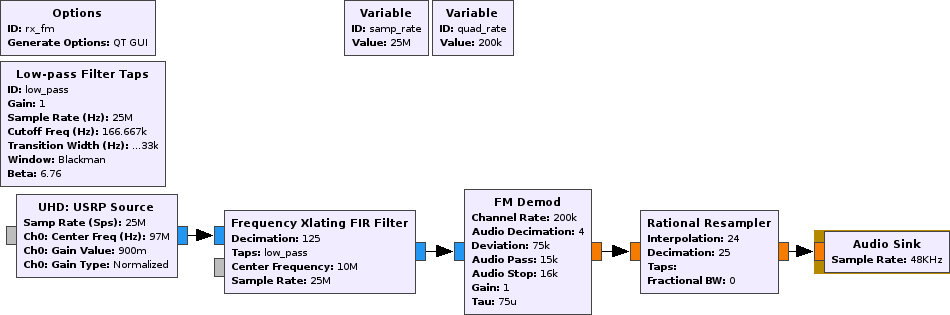 Options
ID: rx_fm
Generate Options: QT GUI
Variable
ID: samp_rate
Value: 25M
Variable
ID: quad_rate
Value: 200k
Low-pass Filter Taps
ID: low_pass
Gain: 1
Sample Rate (Hz): 25M
Cutoff Freq (Hz): 166.667k
Transition Width (Hz): ...33k
Window: Blackman
Beta: 6.76
UHD: USRP Source
Samp Rate (Sps): 25M
Ch0: Center Freq (Hz): 97M
Ch0: Gain Value: 900m
Ch0: Gain Type: Normalized
Frequency Xlating FIR Filter
Decimation: 125
Taps: low_pass
Center Frequency: 10M
Sample Rate: 25M
FM Demod
Channel Rate: 200k
Audio Decimation: 4
Deviation: 75k
Audio Pass: 15k
Audio Stop: 16k
Gain: 1
Tau: 75u
Rational Resampler
Interpolation: 24
Decimation: 25
Taps:
Fractional BW: 0
Audio Sink
Sample Rate: 48KHz